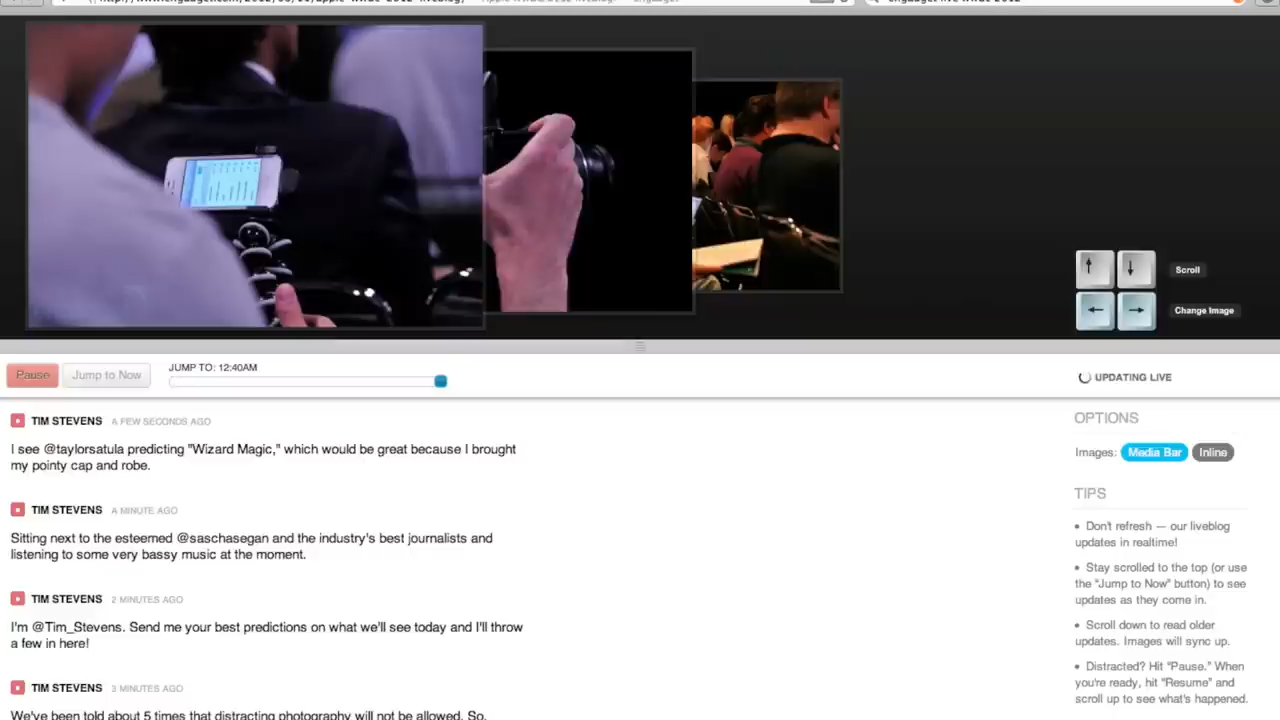 Scroll
Change Image
Pause
Jump to Now
JUMP TO: 12:40AM
UPDATING LIVE
TIM STEVENS A FEW SECONDS AGO
I see @taylorsatula predicting "Wizard Magic," which would be great because I brought
my pointy cap and robe.
TIM STEVENS A MINUTE AGO
Sitting next to the esteemed @saschasegan and the industry's best journalists and
listening to some very bassy music at the moment.
TIM STEVENS 2 MINUTES AGO
I'm @Tim_Stevens. Send me your best predictions on what we'll see today and I'll throw
a few in here!
TIM STEVENS 3 MINUTES AGO
We've been told about 5 times that distracting photography will not be allowed. So,
OPTIONS
Images: Media Bar Inline
TIPS
• Don't refresh — our liveblog
updates in realtime!
• Stay scrolled to the top (or use
the "Jump to Now" button) to see
updates as they come in.
• Scroll down to read older
updates. Images will sync up.
• Distracted? Hit "Pause." When
you're ready, hit "Resume" and
scroll up to see what's happened.